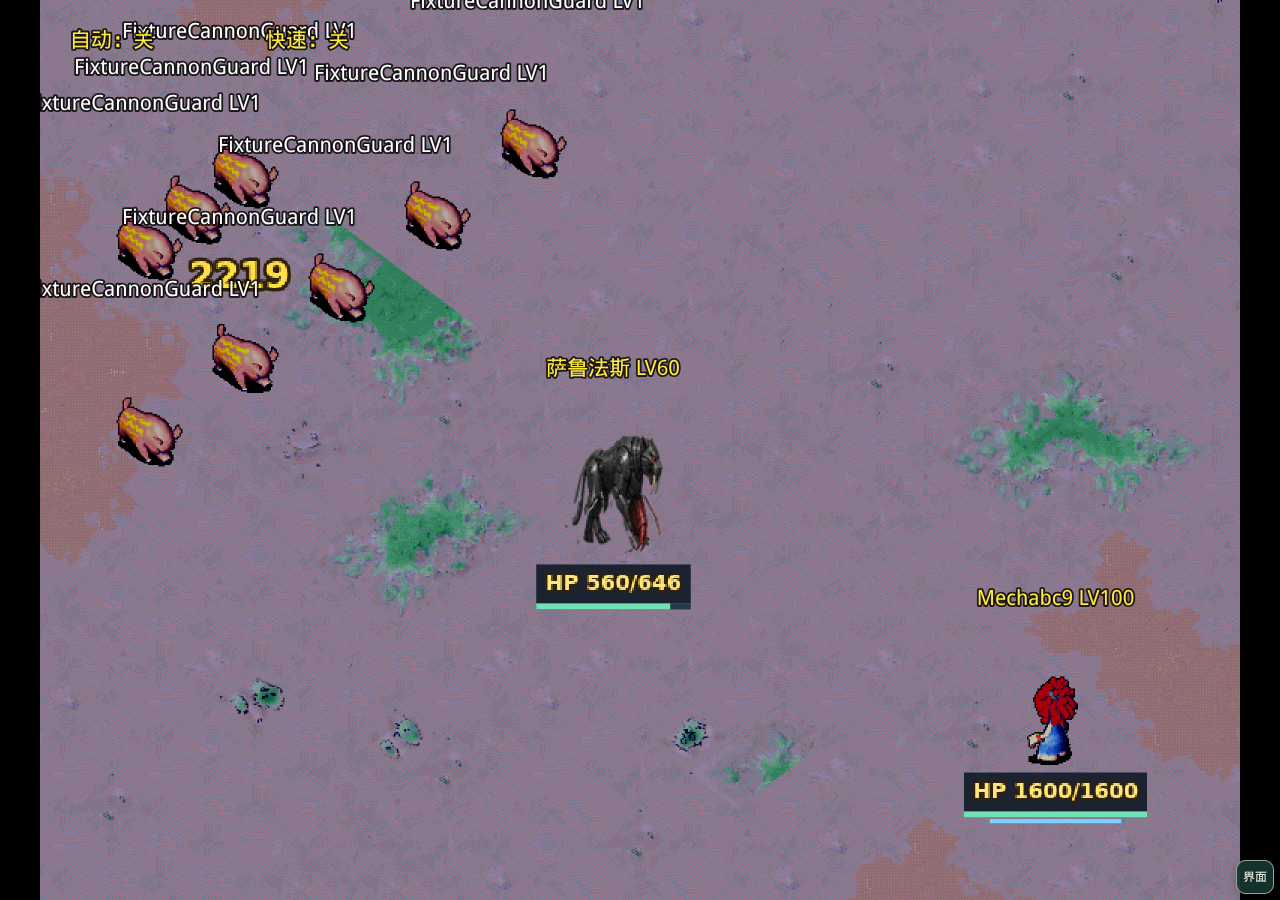 FixtureCannonGuard LV1
FixtureCannonGuard LV1
自动: 关
快速: 关
FixtureCannonGuard LV1
FixtureCannonGuard LV1
xtureCannonGuard LV1
FixtureCannonGuard LV1
FixtureCannonGuard LV1
2219
xtureCannonGuard LV1
萨鲁法斯 LV60
HP 560/646
Mechabc9 LV100
HP 1600/1600
界面